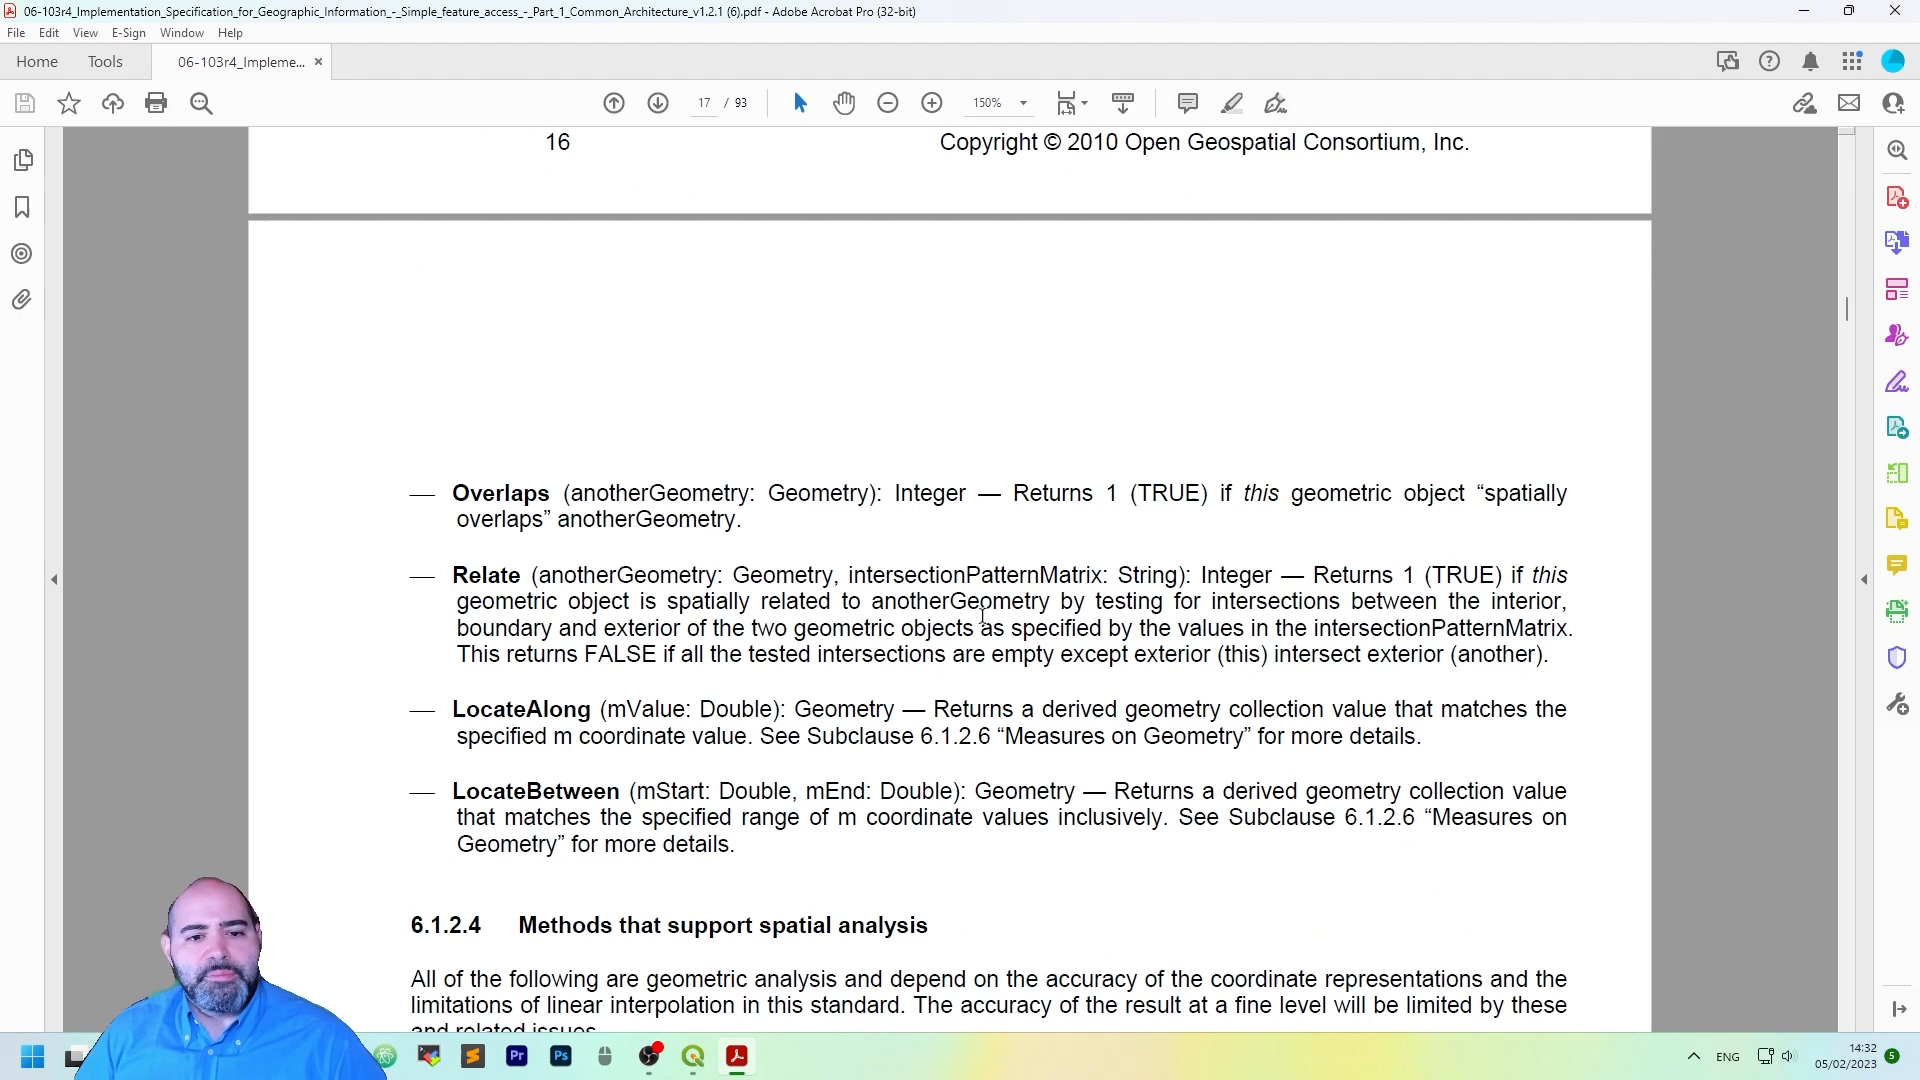 06-103r4_Implementation_Specification_for_Geographic_Information_-_Simple_feature_access_-_Part_1_Common_Architecture_v1.2.1 (6).pdf - Adobe Acrobat Pro (32-bit)
File Edit View E-Sign Window Help
Home Tools 06-103r4_Impleme... ×
17 / 93 150%
16 Copyright © 2010 Open Geospatial Consortium, Inc.
— Overlaps (anotherGeometry: Geometry): Integer — Returns 1 (TRUE) if this geometric object “spatially
overlaps” anotherGeometry.
— Relate (anotherGeometry: Geometry, intersectionPatternMatrix: String): Integer — Returns 1 (TRUE) if this
geometric object is spatially related to anotherGeometry by testing for intersections between the interior,
boundary and exterior of the two geometric objects as specified by the values in the intersectionPatternMatrix.
This returns FALSE if all the tested intersections are empty except exterior (this) intersect exterior (another).
— LocateAlong (mValue: Double): Geometry — Returns a derived geometry collection value that matches the
specified m coordinate value. See Subclause 6.1.2.6 “Measures on Geometry” for more details.
— LocateBetween (mStart: Double, mEnd: Double): Geometry — Returns a derived geometry collection value
that matches the specified range of m coordinate values inclusively. See Subclause 6.1.2.6 “Measures on
Geometry” for more details.
6.1.2.4 Methods that support spatial analysis
All of the following are geometric analysis and depend on the accuracy of the coordinate representations and the
limitations of linear interpolation in this standard. The accuracy of the result at a fine level will be limited by these
and related issues.
Pr Ps
ENG
14:32
05/02/2023
5